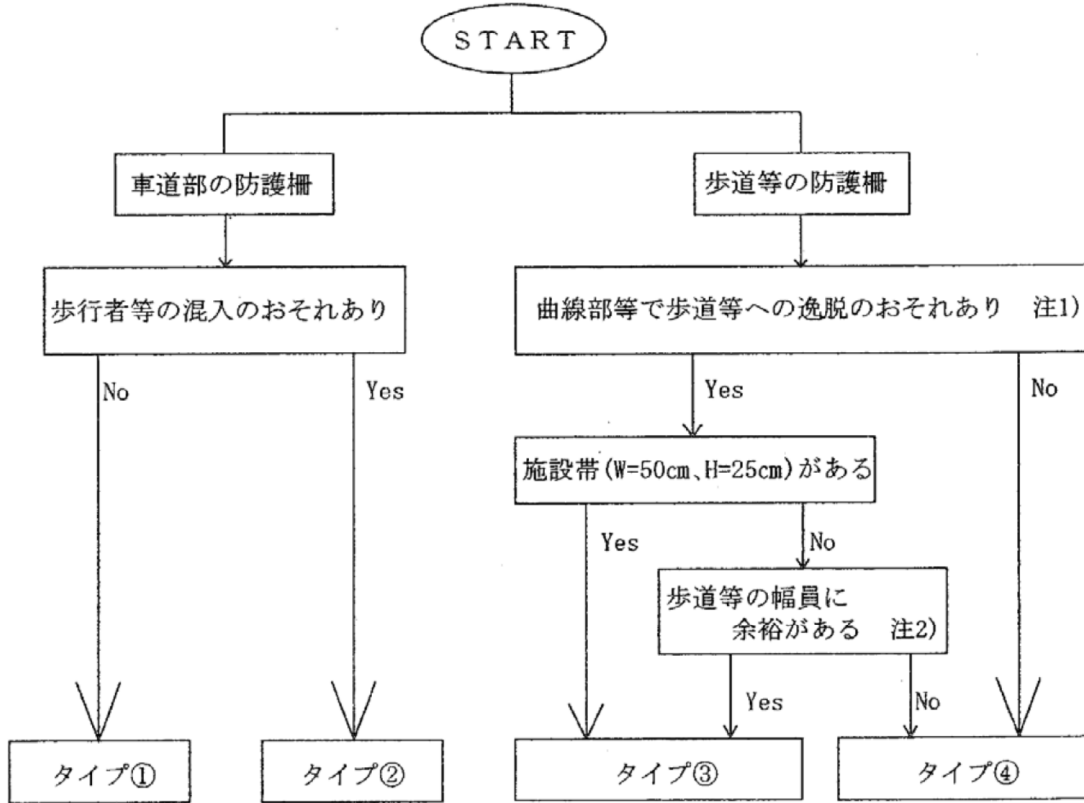 START
車道部の防護柵
歩道等の防護柵
歩行者等の混入のおそれあり
曲線部等で歩道等への逸脱のおそれあり 注1)
No
Yes
Yes
No
施設帯(W=50cm、H=25cm)がある
Yes
No
歩道等の幅員に
余裕がある 注2)
Yes
No
タイプ①
タイプ②
タイプ③
タイプ④